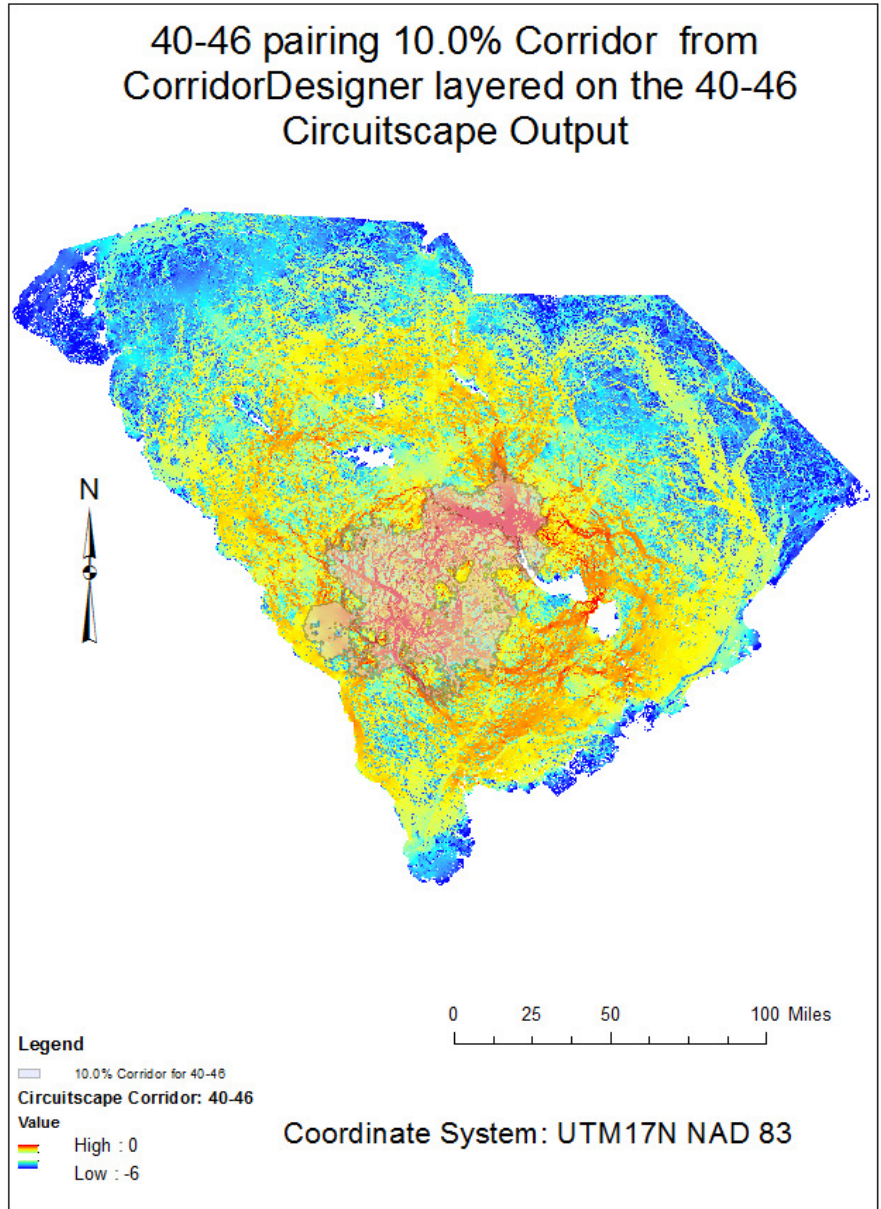 40-46 pairing 10.0% Corridor from
CorridorDesigner layered on the 40-46
Circuitscape Output
N
0 25 50 100 Miles
Legend
10.0% Corridor for 40-46
Circuitscape Corridor: 40-46
Value
High : 0
Low : -6
Coordinate System: UTM17N NAD 83